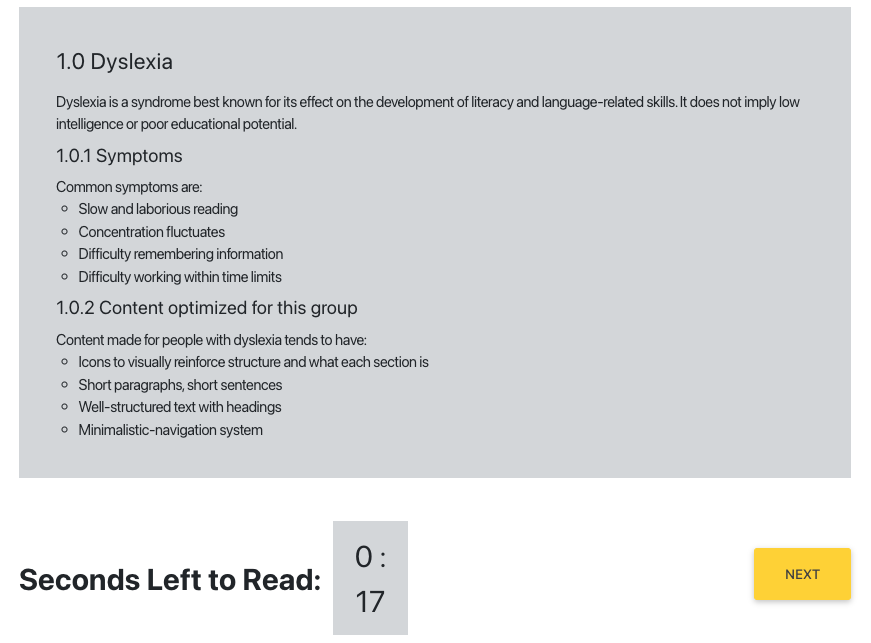 1.0 Dyslexia
Dyslexia is a syndrome best known for its effect on the development of literacy and language-related skills. It does not imply low
intelligence or poor educational potential.
1.0.1 Symptoms
Common symptoms are:
Slow and laborious reading
Concentration fluctuates
Difficulty remembering information
Difficulty working within time limits
1.0.2 Content optimized for this group
Content made for people with dyslexia tends to have:
Icons to visually reinforce structure and what each section is
Short paragraphs, short sentences
Well-structured text with headings
Minimalistic-navigation system
Seconds Left to Read:
0 :
17
NEXT